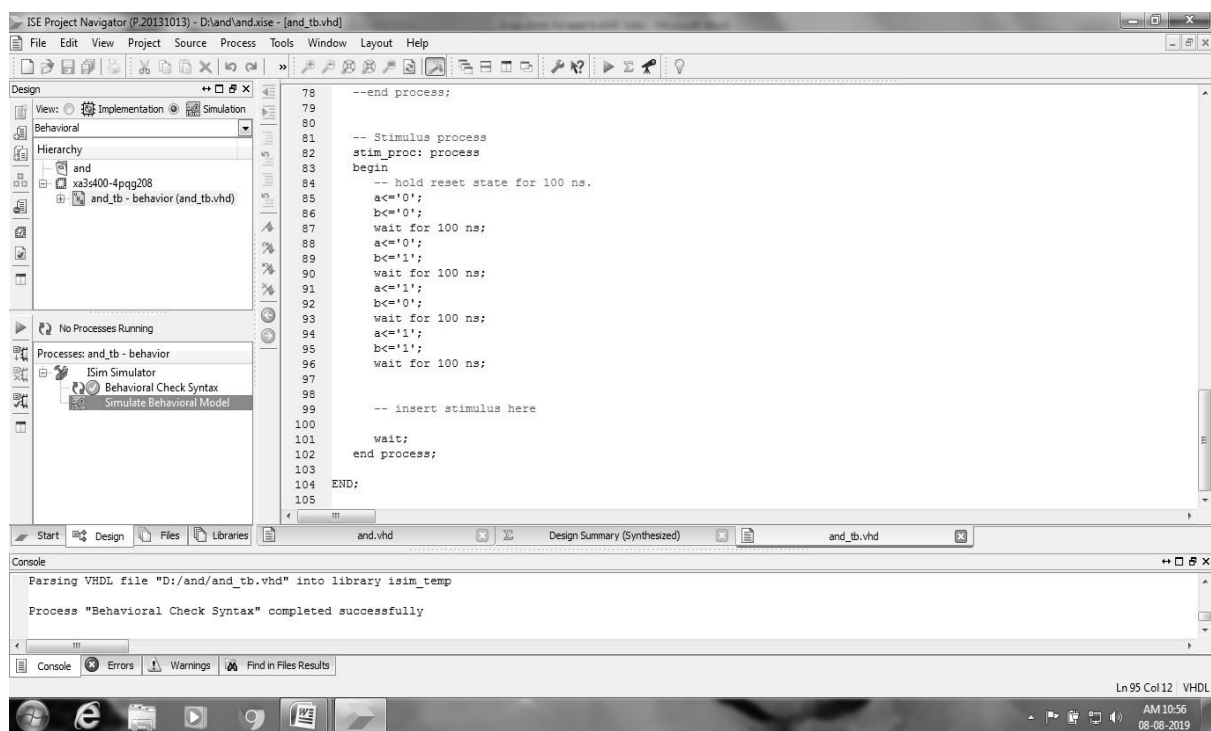 ISE Project Navigator (P.20131013) - D:\and\and.xise - [and_tb.vhd]
File Edit View Project Source Process Tools Window Layout Help
Design
View: Implementation Simulation
Behavioral
Hierarchy
and
xa3s400-4pqg208
and_tb - behavior (and_tb.vhd)
No Processes Running
Processes: and_tb - behavior
ISim Simulator
Behavioral Check Syntax
Simulate Behavioral Model
78 --end process;
79
80
81 -- Stimulus process
82 stim_proc: process
83 begin
84 -- hold reset state for 100 ns.
85 a<='0';
86 b<='0';
87 wait for 100 ns;
88 a<='0';
89 b<='1';
90 wait for 100 ns;
91 a<='1';
92 b<='0';
93 wait for 100 ns;
94 a<='1';
95 b<='1';
96 wait for 100 ns;
97
98
99 -- insert stimulus here
100
101 wait;
102 end process;
103
104 END;
105
Start Design Files Libraries
and.vhd Design Summary (Synthesized) and_tb.vhd
Console
Parsing VHDL file "D:/and/and_tb.vhd" into library isim_temp
Process "Behavioral Check Syntax" completed successfully
Console Errors Warnings Find in Files Results
Ln 95 Col 12 VHDL
AM 10:56
08-08-2019